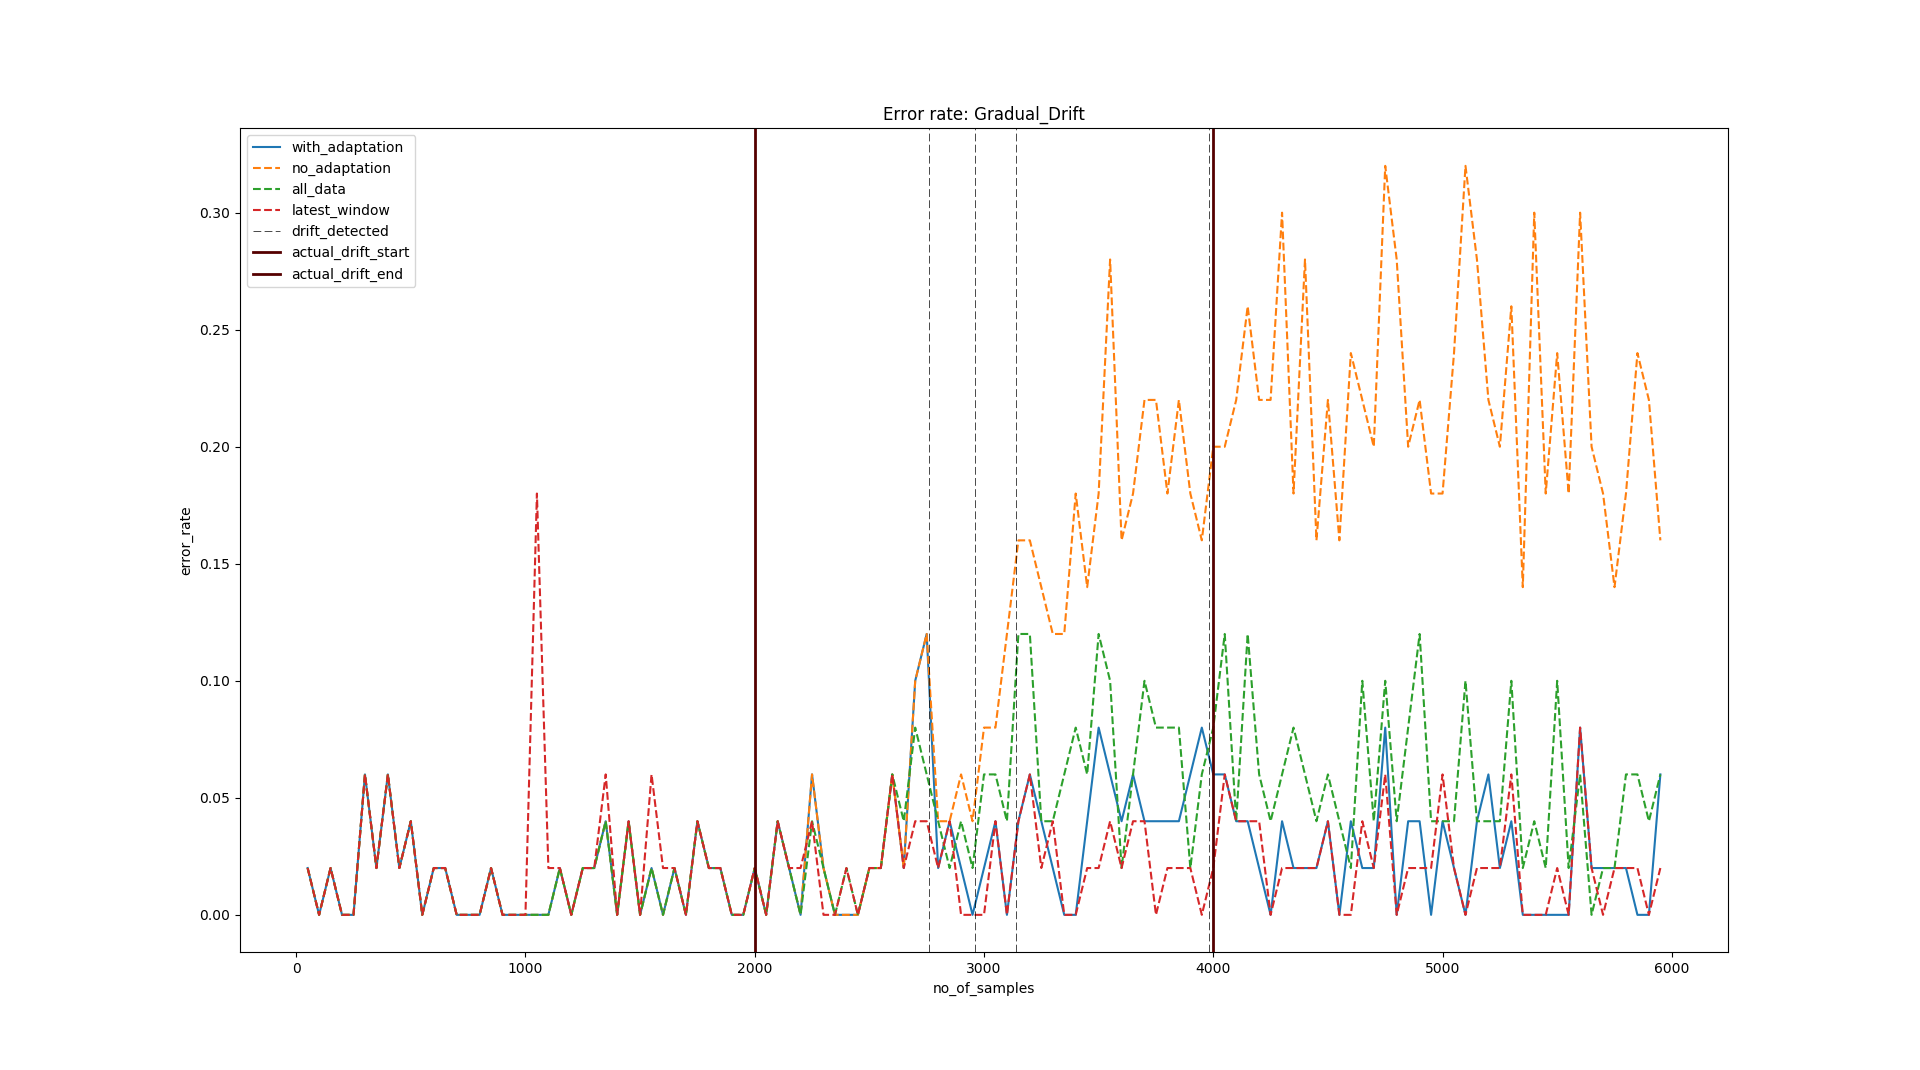 Error rate: Gradual_Drift
with_adaptation
no_adaptation
all_data
latest_window
drift_detected
actual_drift_start
actual_drift_end
error_rate
0.30
0.25
0.20
0.15
0.10
0.05
0.00
0 1000 2000 3000 4000 5000 6000
no_of_samples